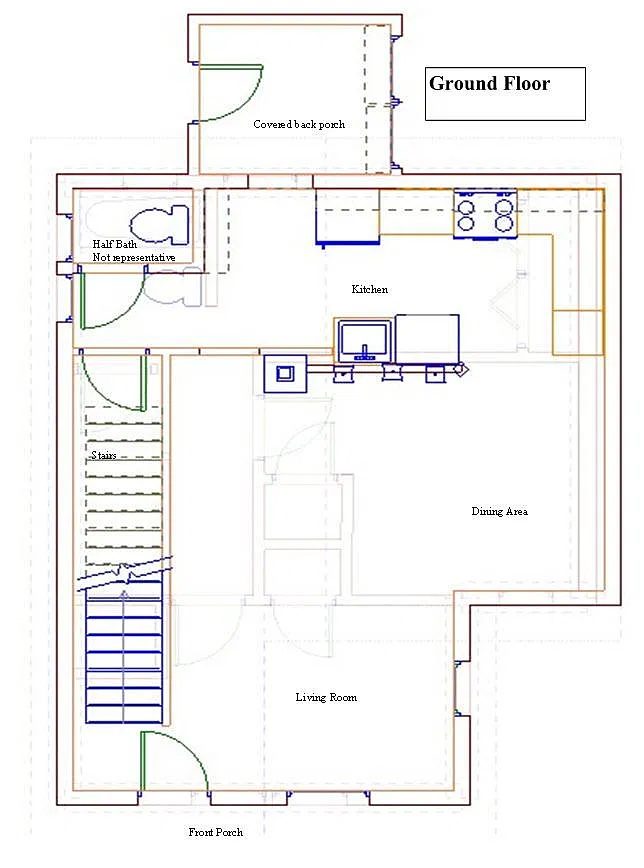 Ground Floor
Covered back porch
Half Bath
Not representative
Kitchen
Stairs
Dining Area
Living Room
Front Porch